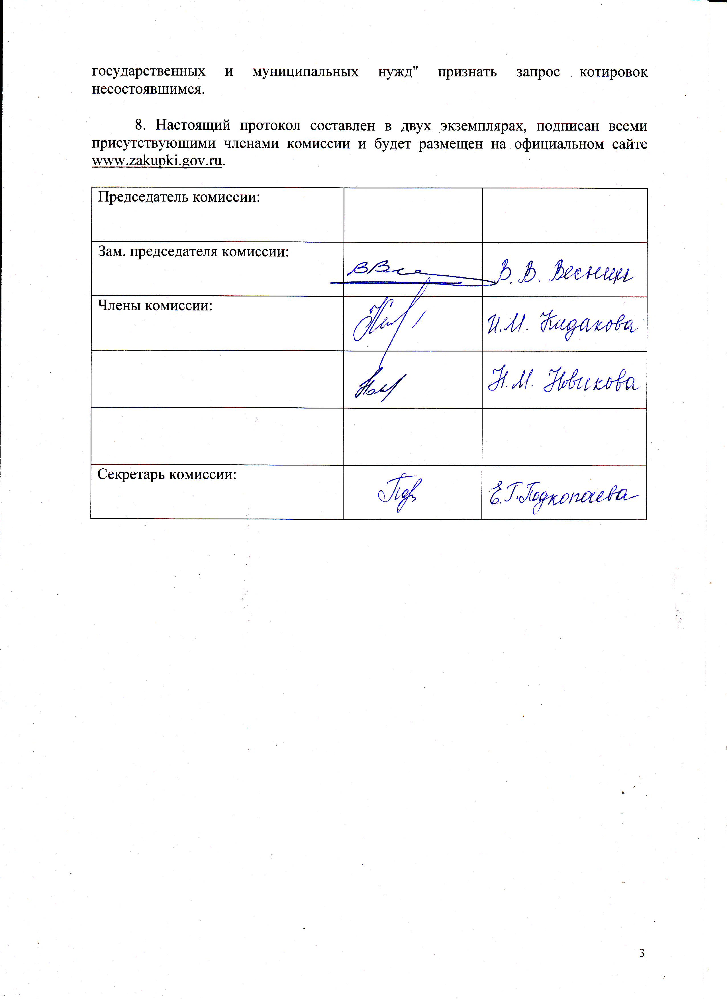 государственных и муниципальных нужд" признать запрос котировок
несостоявшимся.
8. Настоящий протокол составлен в двух экземплярах, подписан всеми
присутствующими членами комиссии и будет размещен на официальном сайте
www.zakupki.gov.ru.
Председатель комиссии:
Зам. председателя комиссии:
В. В. Веснин
Члены комиссии:
И.М. Кидакова
Н.М. Новикова
Секретарь комиссии:
Е.Г. Подкопаева
3